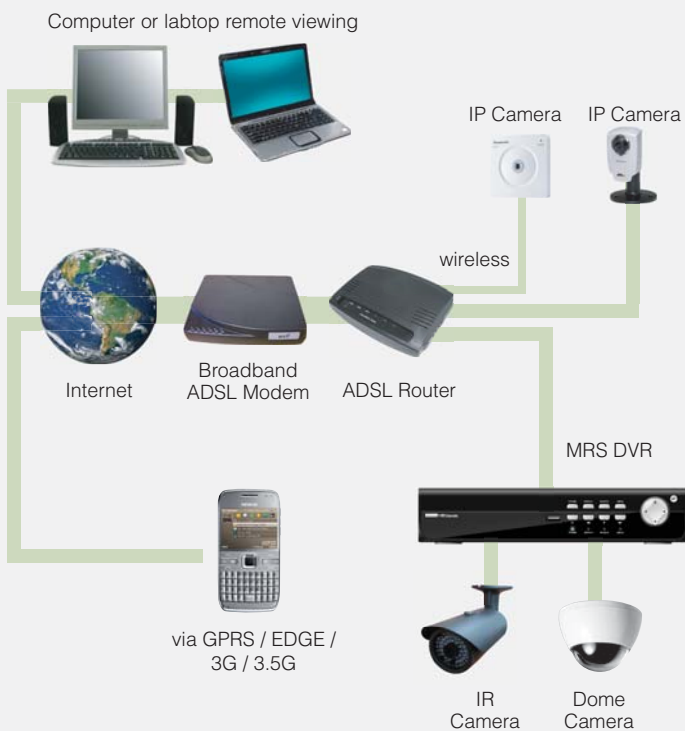 Computer or labtop remote viewing
IP Camera
IP Camera
wireless
Internet
Broadband
ADSL Modem
ADSL Router
MRS DVR
via GPRS / EDGE /
3G / 3.5G
IR
Camera
Dome
Camera